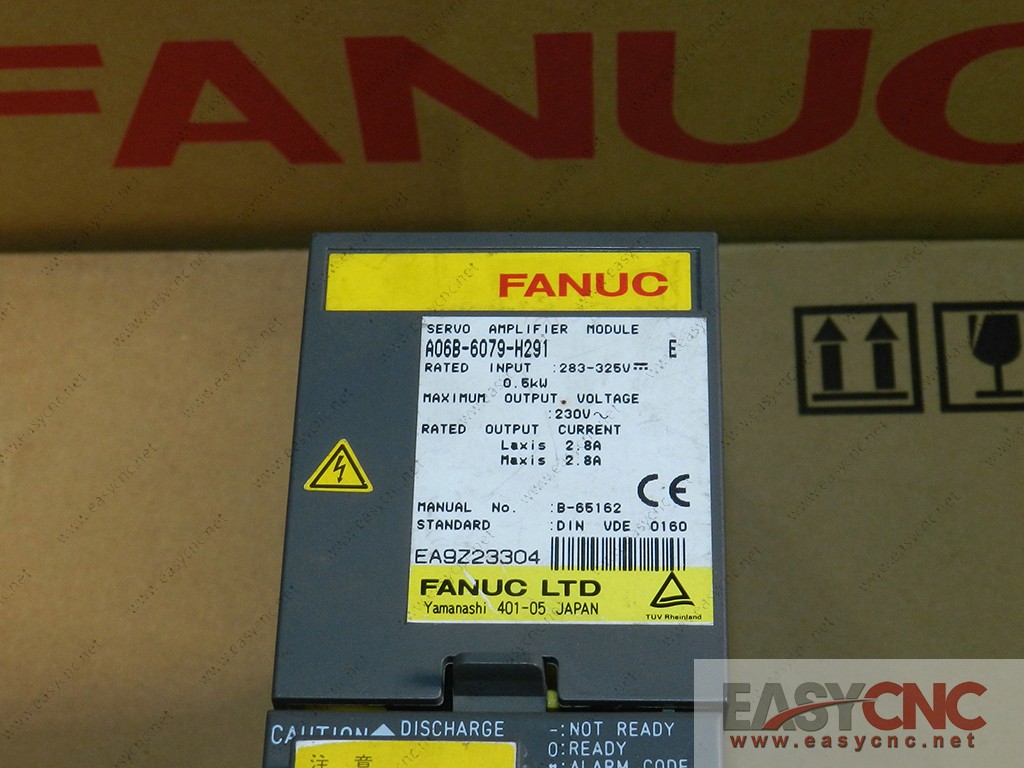 FANUC
FANUC
SERVO AMPLIFIER MODULE
A06B-6079-H291 E
RATED INPUT :283-325V
0.5kW
MAXIMUM OUTPUT VOLTAGE
:230V~
RATED OUTPUT CURRENT
Laxis 2.8A
Maxis 2.8A
CE
MANUAL No. :B-65162
STANDARD :DIN VDE 0160
EA9Z23304
FANUC LTD
Yamanashi 401-05 JAPAN
TUV Rheinland
CAUTION DISCHARGE
注 意
-:NOT READY
0:READY
*:ALARM CODE
EASYCNC
www.easycnc.net